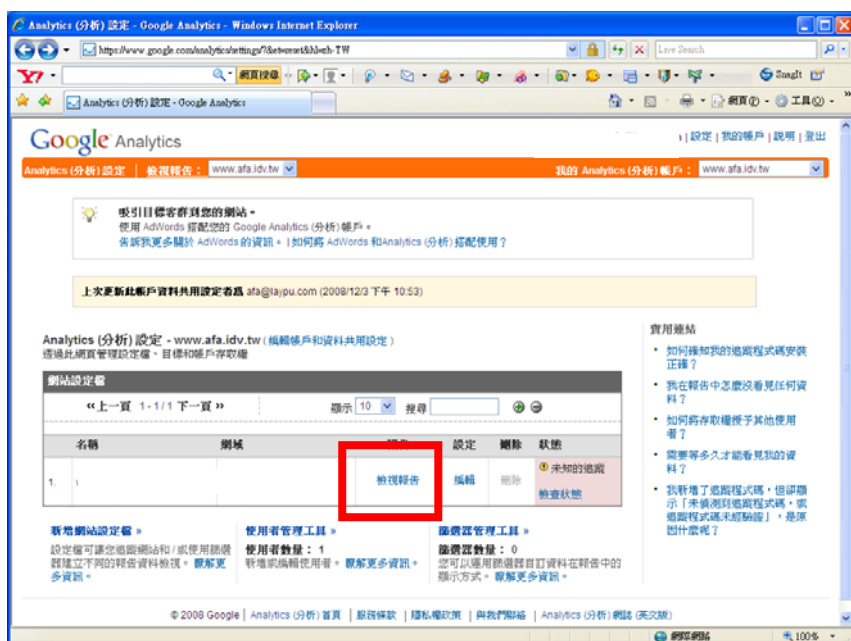 Analytics (分析) 設定 - Google Analytics - Windows Internet Explorer
https://www.google.com/analytics/settings/?&et=reset&hl=zh-TW
Live Search
Y7
網頁搜尋
SnagIt
Analytics (分析) 設定 - Google Analytics
網頁(P)
工具(O)
Google Analytics
設定 | 我的帳戶 | 說明 | 登出
Analytics (分析) 設定 | 檢視報告： www.afa.idv.tw
我的 Analytics (分析) 帳戶： www.afa.idv.tw
吸引目標客群到您的網站。
使用 AdWords 搭配您的 Google Analytics (分析) 帳戶。
告訴我更多關於 AdWords 的資訊。 | 如何將 AdWords 和Analytics (分析) 搭配使用？
上次更新此帳戶資料共用設定者為 afa@laypu.com (2008/12/3 下午 10:53)
Analytics (分析) 設定 - www.afa.idv.tw ( 編輯帳戶和資料共用設定 )
透過此網頁管理設定檔、目標和帳戶存取權
網站設定檔
«上一頁 1 - 1 / 1 下一頁 »
顯示 10 搜尋
名稱 網域 設定 刪除 狀態
1. 檢視報告 編輯 刪除 未知的追蹤
檢查狀態
新增網站設定檔 »
設定檔可讓您追蹤網站和 / 或使用篩選
器建立不同的報告資料檢視。 瞭解更
多資訊。
使用者管理工具 »
使用者數量： 1
新增或編輯使用者。 瞭解更多資訊。
篩選器管理工具 »
篩選器數量： 0
您可以運用篩選器自訂資料在報告中的
顯示方式。 瞭解更多資訊。
實用連結
如何確知我的追蹤程式碼安裝
正確？
我在報告中怎麼沒看見任何資
料？
如何將存取權授予其他使用
者？
需要等多久才能看見我的資
料？
我新增了追蹤程式碼，但卻顯
示「未偵測到追蹤程式碼，或
追蹤程式碼未經驗證」，是原
因什麼呢？
© 2008 Google | Analytics (分析) 首頁 | 服務條款 | 隱私權政策 | 與我們聯絡 | Analytics (分析) 網誌 (英文版)
網際網路
100%